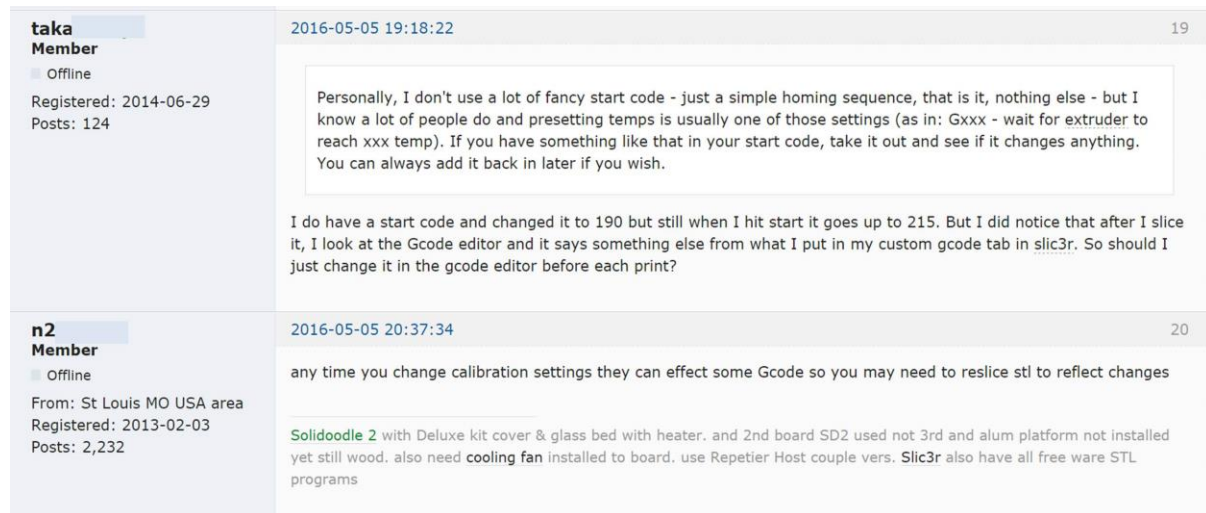 taka
2016-05-05 19:18:22
19
Member
Offline
Registered: 2014-06-29
Posts: 124
Personally, I don't use a lot of fancy start code - just a simple homing sequence, that is it, nothing else - but I
know a lot of people do and presetting temps is usually one of those settings (as in: Gxxx - wait for extruder to
reach xxx temp). If you have something like that in your start code, take it out and see if it changes anything.
You can always add it back in later if you wish.
I do have a start code and changed it to 190 but still when I hit start it goes up to 215. But I did notice that after I slice
it, I look at the Gcode editor and it says something else from what I put in my custom gcode tab in slic3r. So should I
just change it in the gcode editor before each print?
n2
2016-05-05 20:37:34
20
Member
Offline
From: St Louis MO USA area
Registered: 2013-02-03
Posts: 2,232
any time you change calibration settings they can effect some Gcode so you may need to reslice stl to reflect changes
Solidoodle 2 with Deluxe kit cover & glass bed with heater. and 2nd board SD2 used not 3rd and alum platform not installed
yet still wood. also need cooling fan installed to board. use Repetier Host couple vers. Slic3r also have all free ware STL
programs